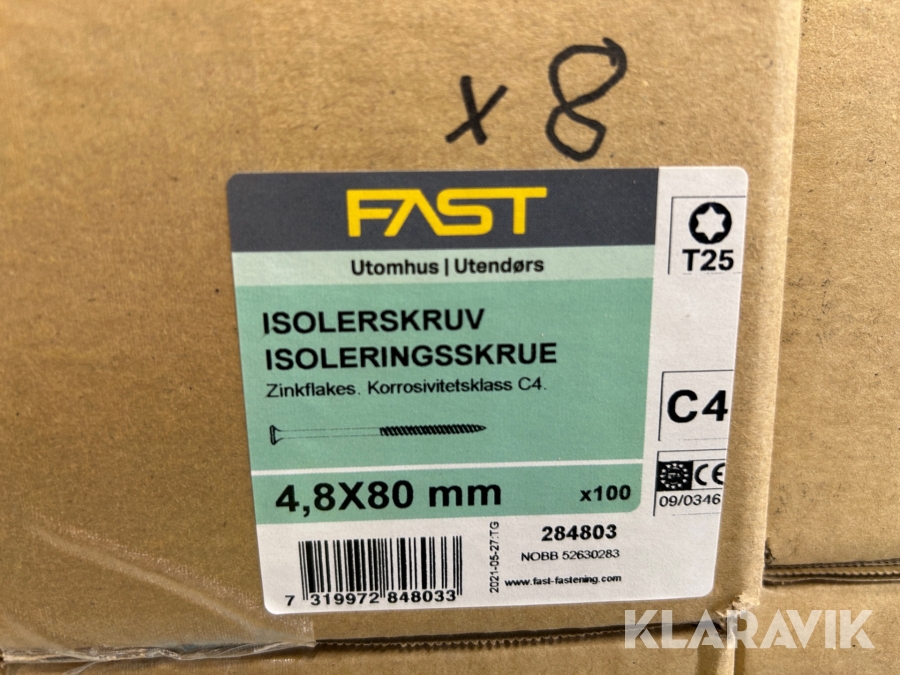 x 8
FAST
Utomhus | Utendørs
T25
ISOLERSKRUV
ISOLERINGSSKRUE
Zinkflakes. Korrosivitetsklass C4.
C4
4,8X80 mm x100
CE
09/0346
284803
NOBB 52630283
2021-05-27:TG
www.fast-fastening.com
7 319972 848033
KLARAVIK